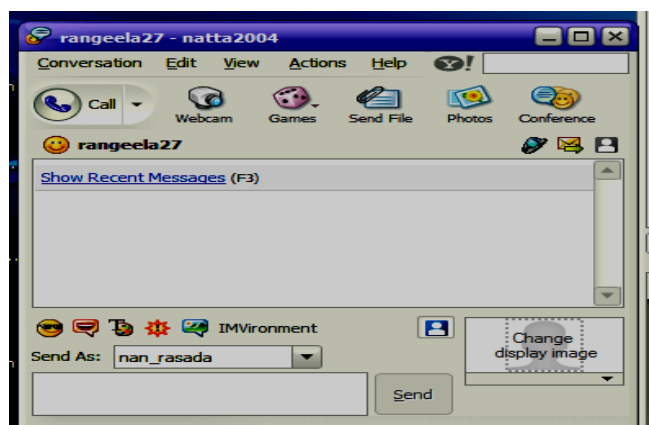 rangeela27 - natta2004
Conversation Edit View Actions Help Y!
Call Webcam Games Send File Photos Conference
rangeela27
Show Recent Messages (F3)
IMVironment
Send As: nan_rasada
Change
display image
Send